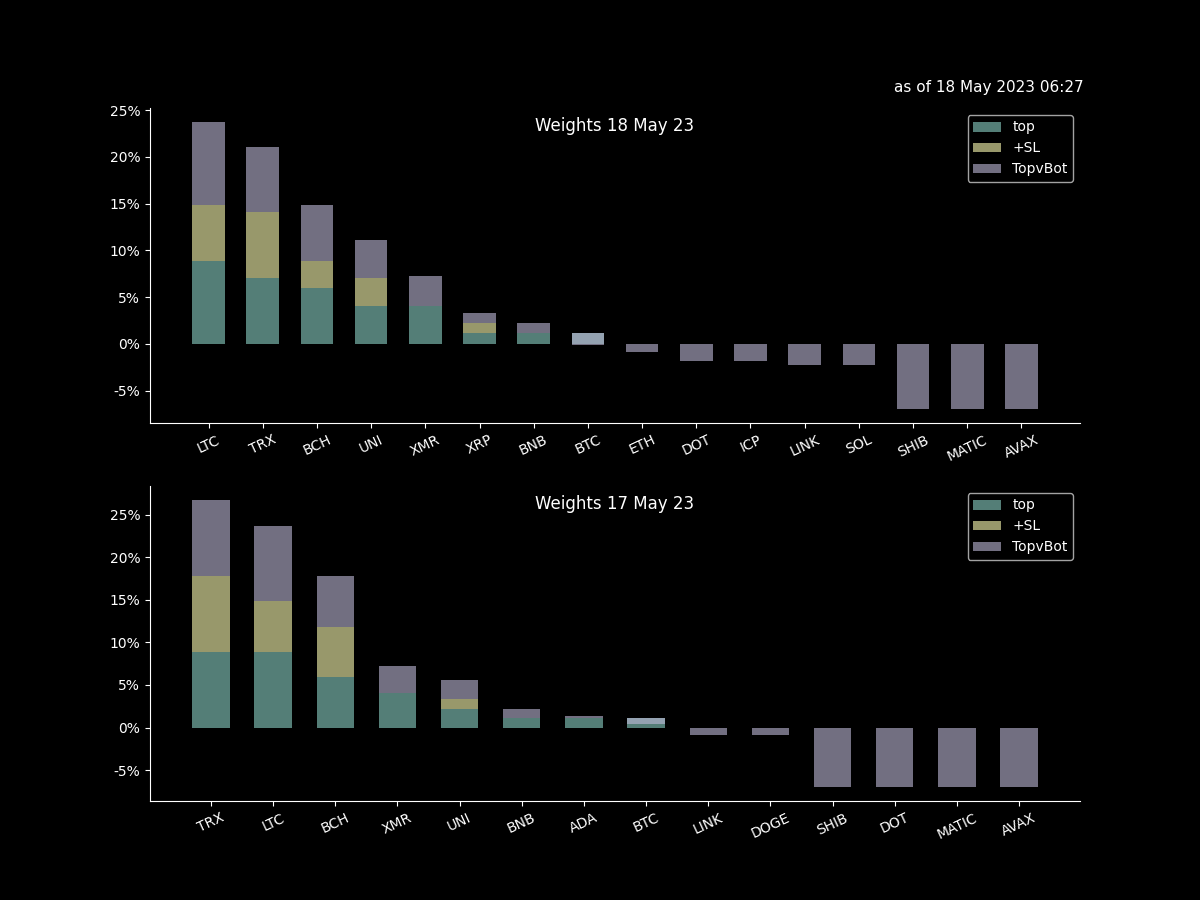 as of 18 May 2023 06:27
Weights 18 May 23
25%
20%
15%
10%
5%
0%
-5%
top
+SL
TopvBot
LTC TRX BCH UNI XMR XRP BNB BTC ETH DOT ICP LINK SOL SHIB MATIC AVAX
Weights 17 May 23
25%
20%
15%
10%
5%
0%
-5%
top
+SL
TopvBot
TRX LTC BCH XMR UNI BNB ADA BTC LINK DOGE SHIB DOT MATIC AVAX